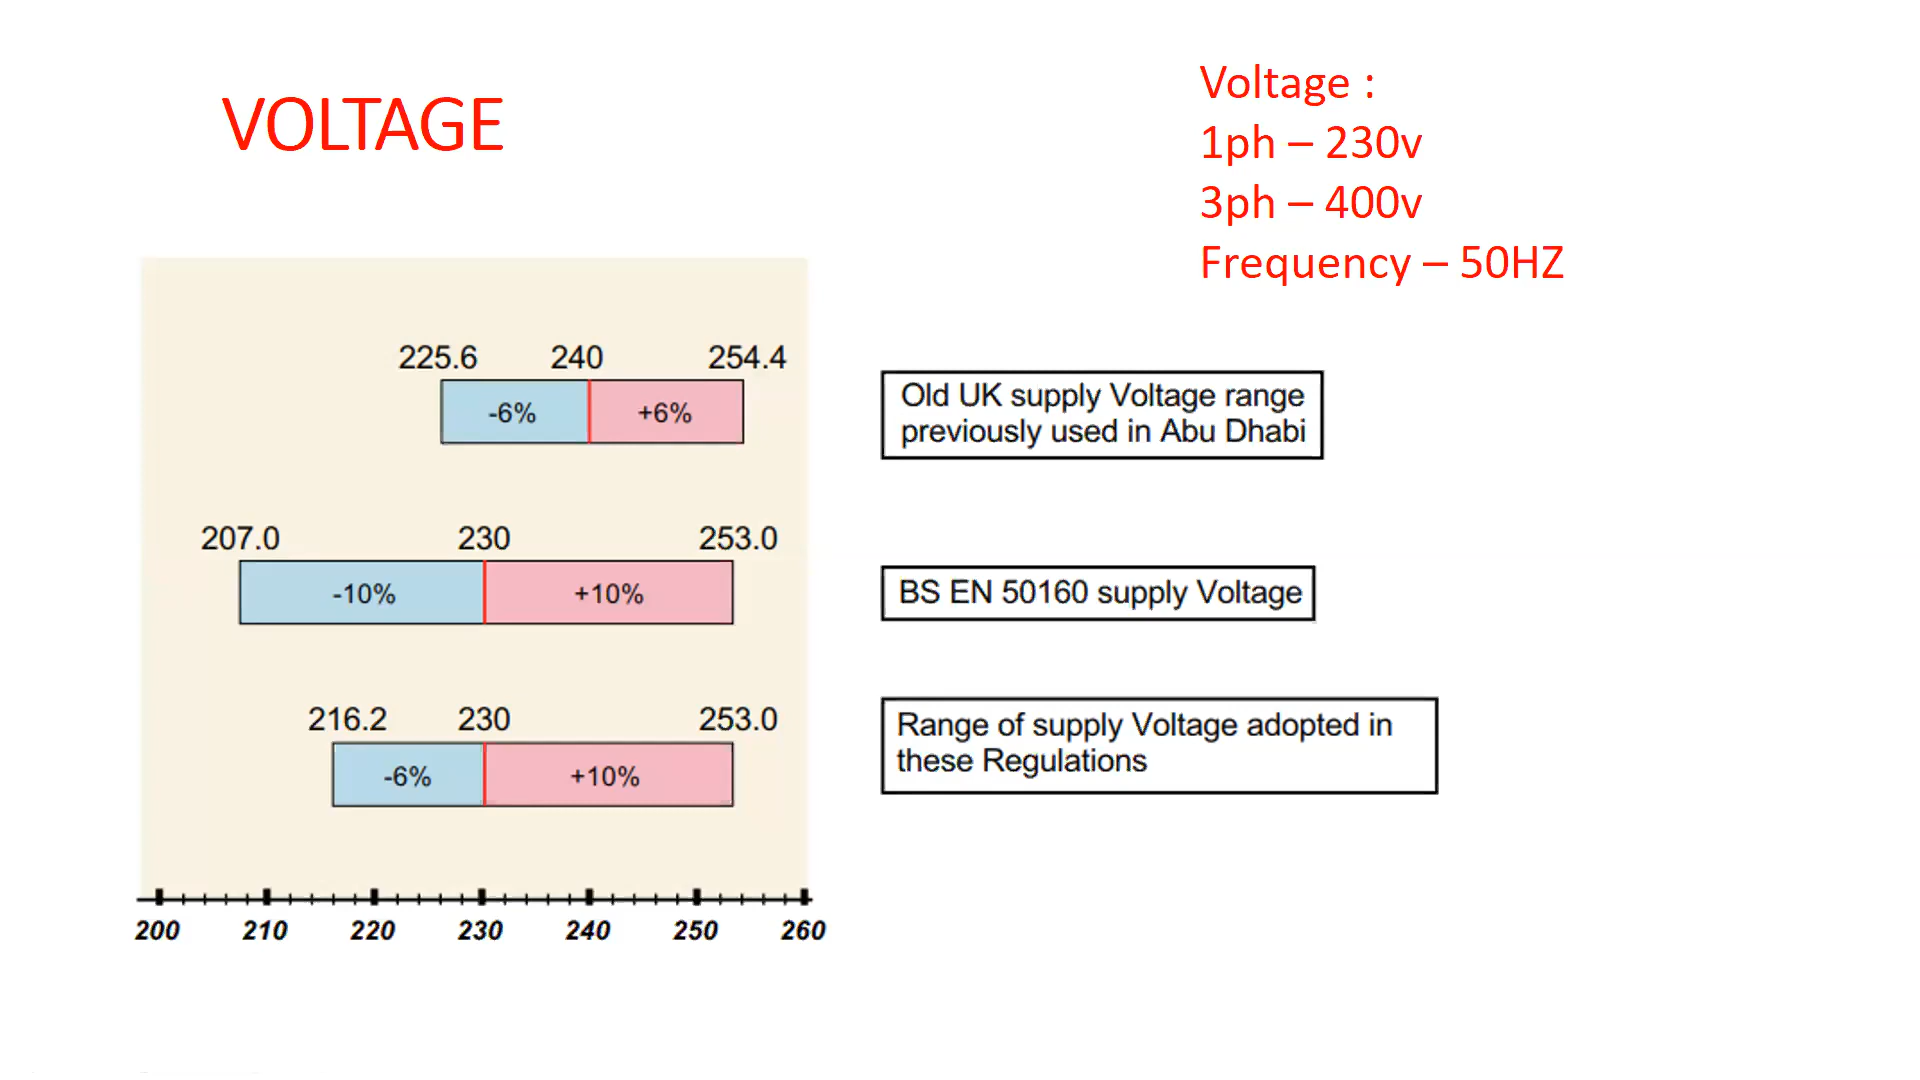 VOLTAGE
Voltage :
1ph – 230v
3ph – 400v
Frequency – 50HZ
225.6 240 254.4
-6% +6%
Old UK supply Voltage range
previously used in Abu Dhabi
207.0 230 253.0
-10% +10%
BS EN 50160 supply Voltage
216.2 230 253.0
-6% +10%
Range of supply Voltage adopted in
these Regulations
200 210 220 230 240 250 260